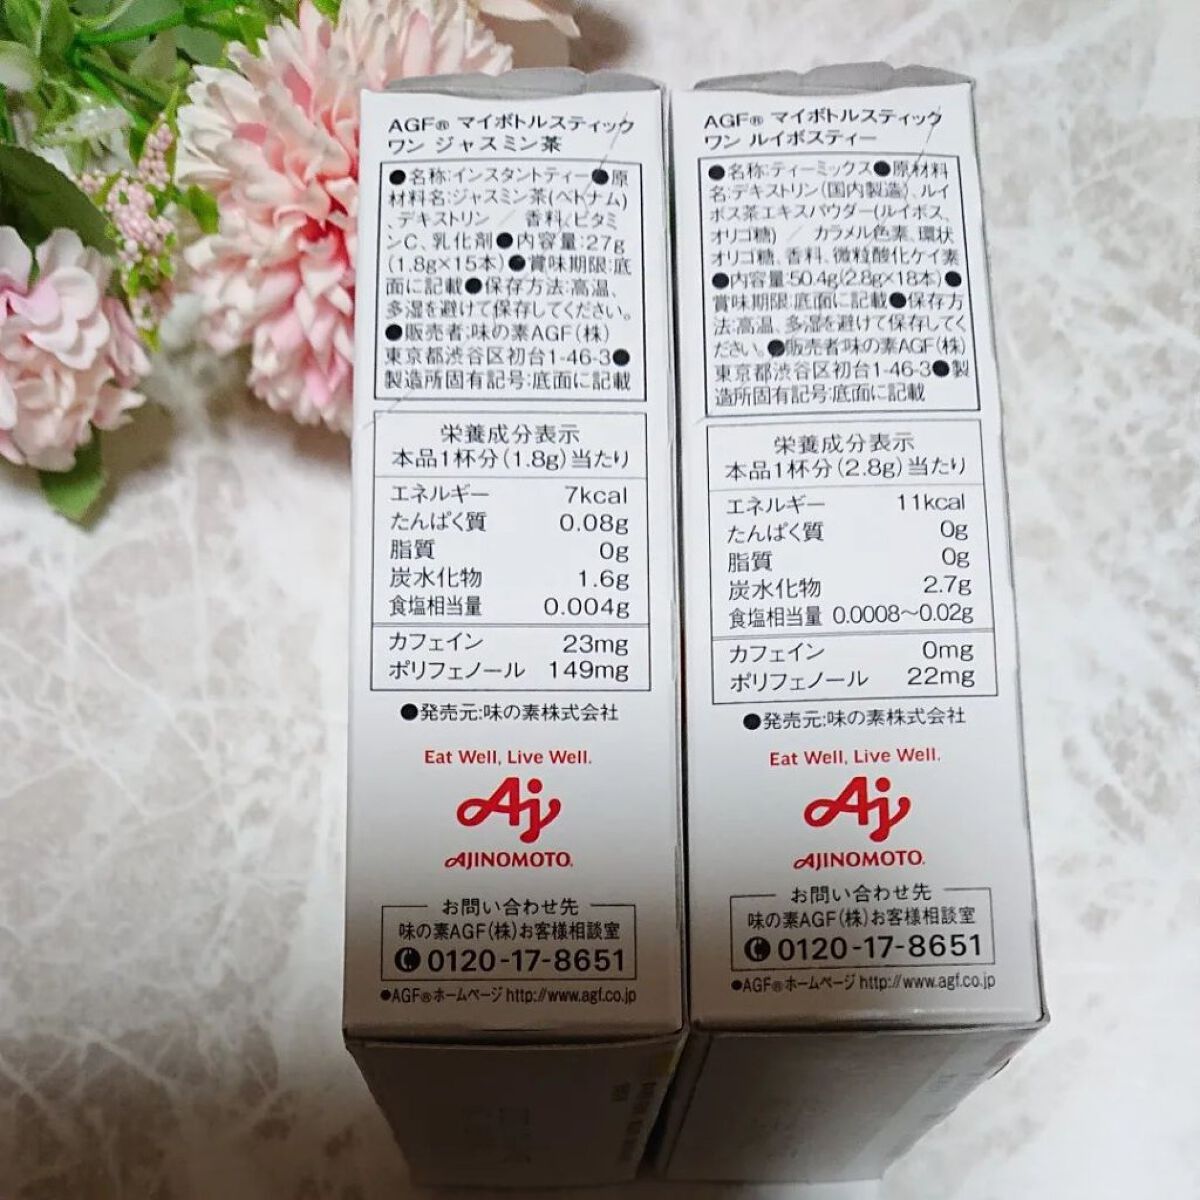 AGF® マイボトルスティック
ワン ジャスミン茶
●名称:インスタントティー●原
材料名:ジャスミン茶(ベトナム)
、デキストリン／香料、ビタミ
ンC、乳化剤●内容量:27g
(1.8g×15本)●賞味期限:底
面に記載●保存方法:高温、
多湿を避けて保存してください。
●販売者:味の素AGF(株)
東京都渋谷区初台1-46-3●
製造所固有記号:底面に記載
栄養成分表示
本品1杯分(1.8g)当たり
エネルギー 7kcal
たんぱく質 0.08g
脂質 0g
炭水化物 1.6g
食塩相当量 0.004g
カフェイン 23mg
ポリフェノール 149mg
●発売元:味の素株式会社
Eat Well, Live Well.
Aj
AJINOMOTO.
お問い合わせ先
味の素AGF(株)お客様相談室
0120-17-8651
●AGF®ホームページ http://www.agf.co.jp
AGF® マイボトルスティック
ワン ルイボスティー
●名称:ティーミックス●原材料
名:デキストリン(国内製造)、ルイ
ボス茶エキスパウダー(ルイボス、
オリゴ糖)／カラメル色素、環状
オリゴ糖、香料、微粒酸化ケイ素
●内容量:50.4g(2.8g×18本)●
賞味期限:底面に記載●保存方
法:高温、多湿を避けて保存してく
ださい。●販売者:味の素AGF(株)
東京都渋谷区初台1-46-3●製
造所固有記号:底面に記載
栄養成分表示
本品1杯分(2.8g)当たり
エネルギー 11kcal
たんぱく質 0g
脂質 0g
炭水化物 2.7g
食塩相当量 0.0008～0.02g
カフェイン 0mg
ポリフェノール 22mg
●発売元:味の素株式会社
Eat Well, Live Well.
Aj
AJINOMOTO.
お問い合わせ先
味の素AGF(株)お客様相談室
0120-17-8651
●AGF®ホームページ http://www.agf.co.jp